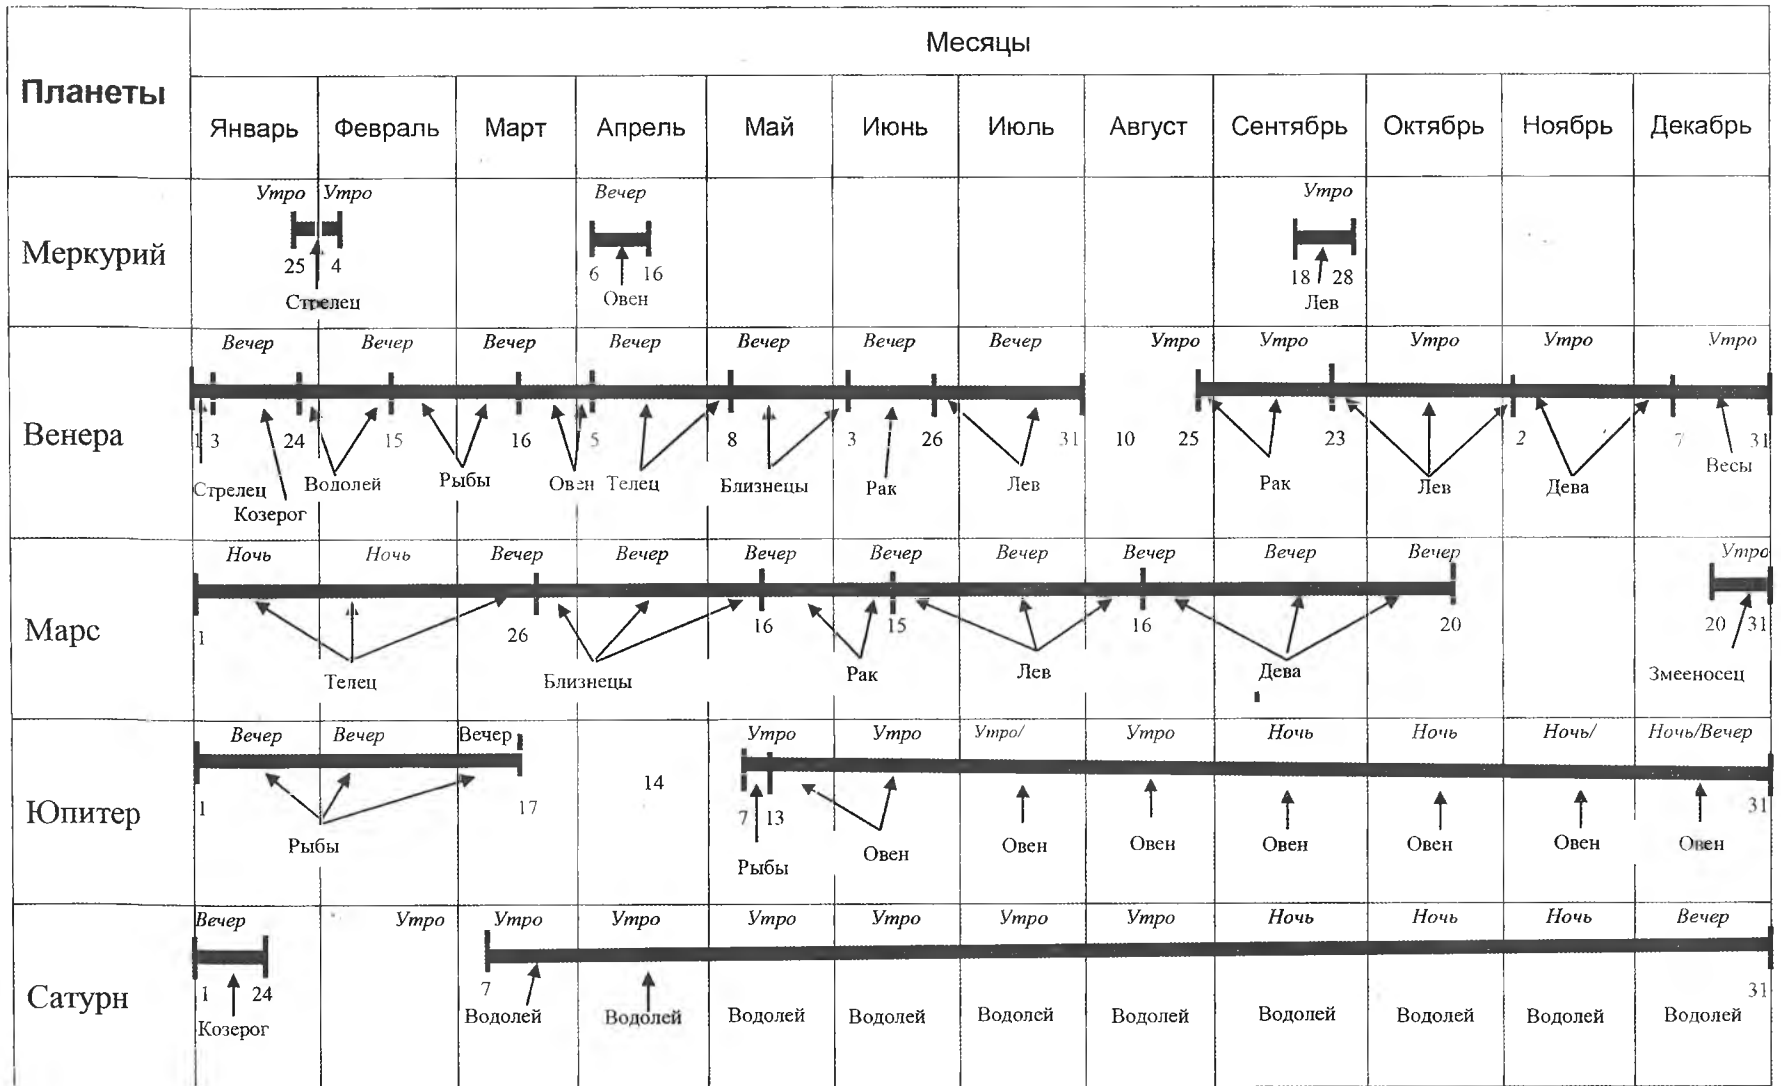 Месяцы
Планеты
Январь Февраль Март Апрель Май Июнь Июль Август Сентябрь Октябрь Ноябрь Декабрь
Утро Утро Вечер Утро
Меркурий
25 4 6 16 18 28
Стрелец Овен Лев
Вечер Вечер Вечер Вечер Вечер Вечер Вечер Утро Утро Утро Утро Утро
Венера
1 3 24 15 16 5 8 3 26 31 10 25 23 2 7 31
Стрелец Водолей Рыбы Овен Телец Близнецы Рак Лев Рак Лев Дева Весы
Козерог
Ночь Ночь Вечер Вечер Вечер Вечер Вечер Вечер Вечер Вечер Утро
Марс
1 26 16 15 16 20 20 31
Телец Близнецы Рак Лев Дева Змееносец
Вечер Вечер Вечер Утро Утро Утро/ Утро Ночь Ночь Ночь/ Ночь/Вечер
14
Юпитер
1 17 7 13 31
Рыбы Рыбы Овен Овен Овен Овен Овен Овен Овен
Вечер Утро Утро Утро Утро Утро Утро Утро Ночь Ночь Ночь Вечер
Сатурн
1 24 7 31
Козерог Водолей Водолей Водолей Водолей Водолей Водолей Водолей Водолей Водолей Водолей